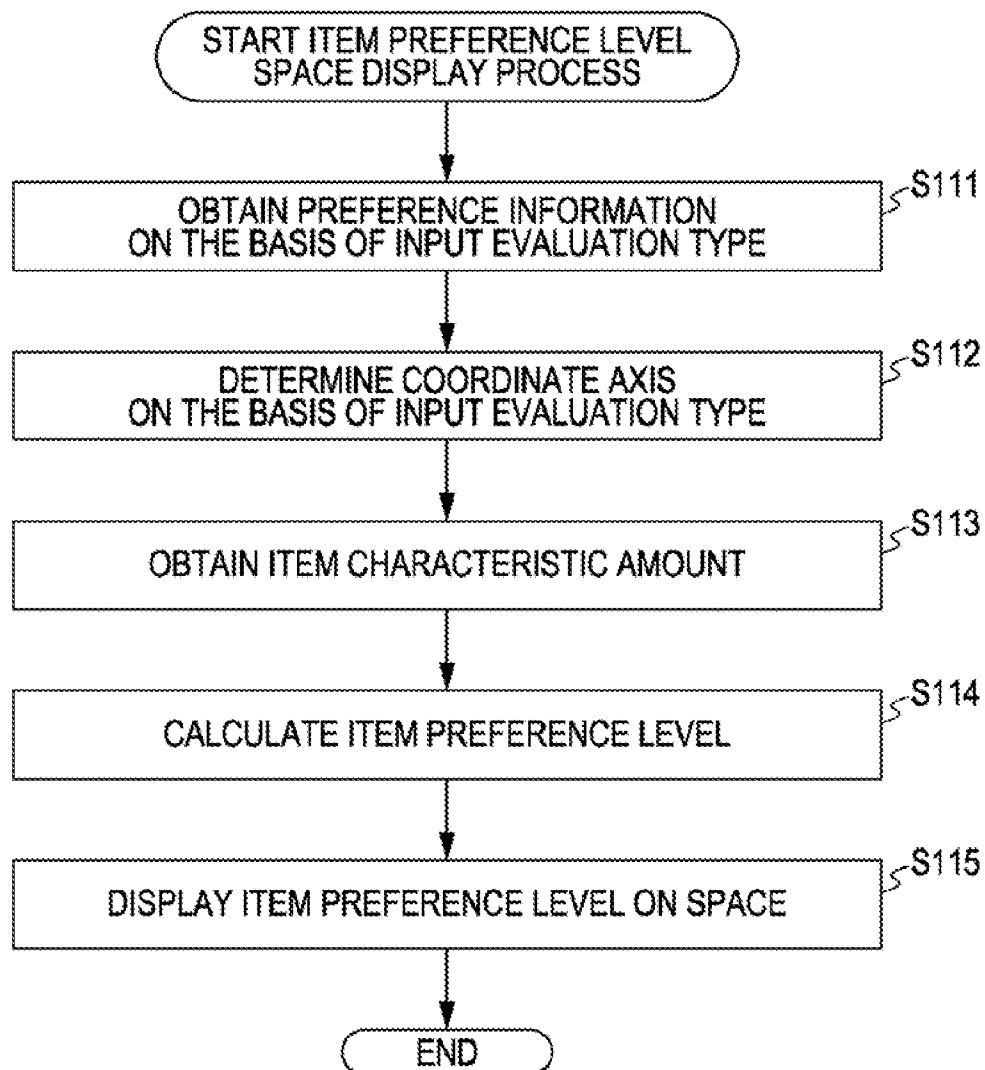 START ITEM PREFERENCE LEVEL
SPACE DISPLAY PROCESS
S111
OBTAIN PREFERENCE INFORMATION
ON THE BASIS OF INPUT EVALUATION TYPE
S112
DETERMINE COORDINATE AXIS
ON THE BASIS OF INPUT EVALUATION TYPE
S113
OBTAIN ITEM CHARACTERISTIC AMOUNT
S114
CALCULATE ITEM PREFERENCE LEVEL
S115
DISPLAY ITEM PREFERENCE LEVEL ON SPACE
END